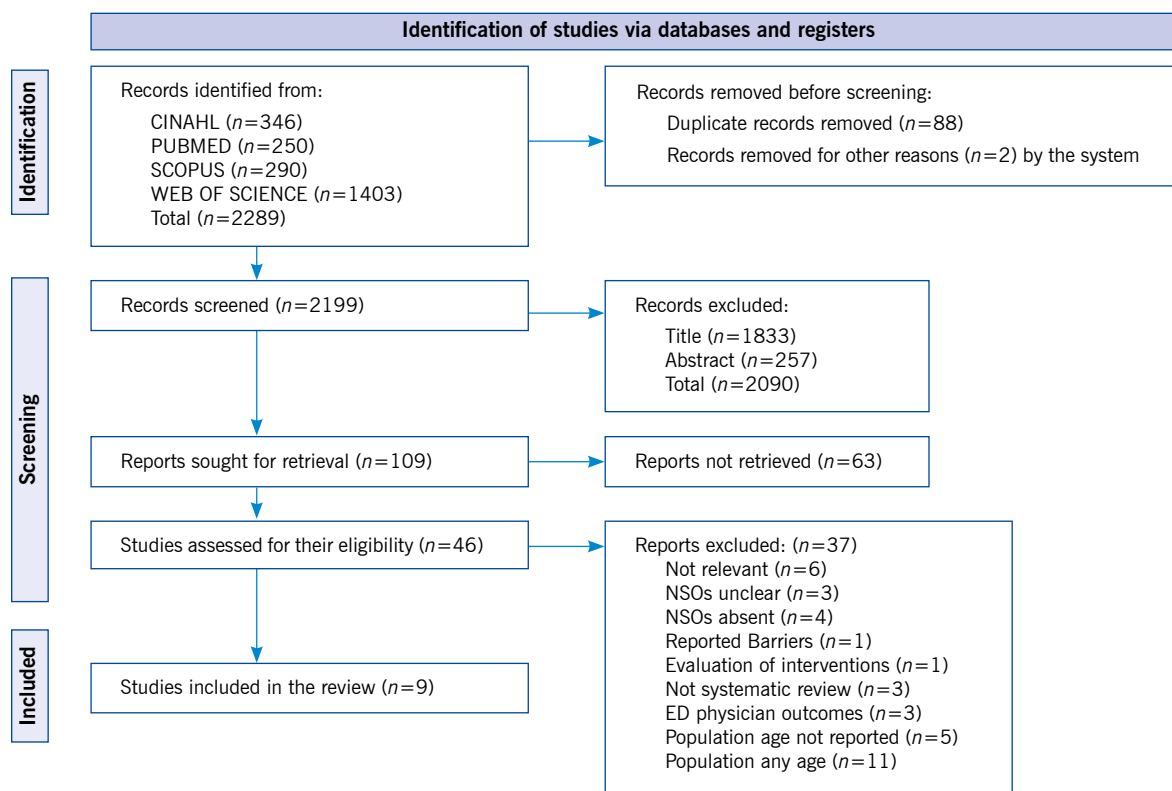 Identification of studies via databases and registers
Identification
Records identified from:
CINAHL (n=346)
PUBMED (n=250)
SCOPUS (n=290)
WEB OF SCIENCE (n=1403)
Total (n=2289)
Records removed before screening:
Duplicate records removed (n=88)
Records removed for other reasons (n=2) by the system
Screening
Records screened (n=2199)
Records excluded:
Title (n=1833)
Abstract (n=257)
Total (n=2090)
Reports sought for retrieval (n=109)
Reports not retrieved (n=63)
Studies assessed for their eligibility (n=46)
Reports excluded: (n=37)
Not relevant (n=6)
NSOs unclear (n=3)
NSOs absent (n=4)
Reported Barriers (n=1)
Evaluation of interventions (n=1)
Not systematic review (n=3)
ED physician outcomes (n=3)
Population age not reported (n=5)
Population any age (n=11)
Included
Studies included in the review (n=9)